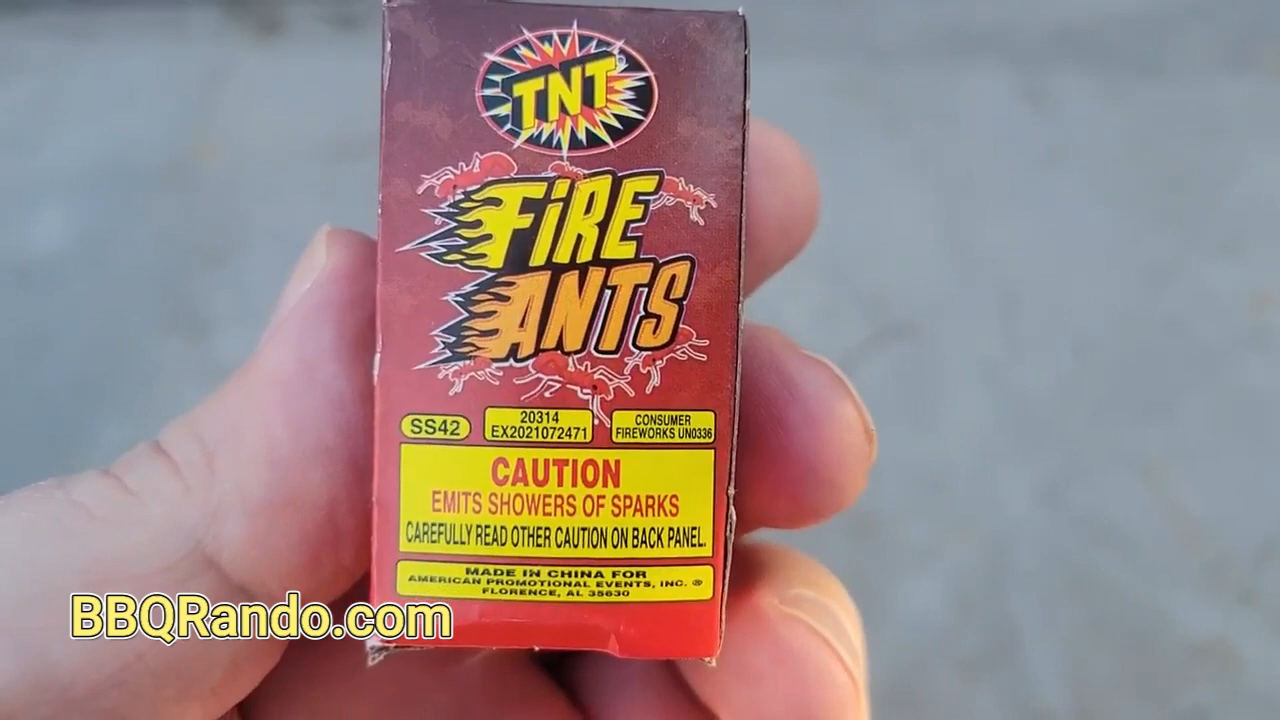 TNT
FiRE
ANTS
SS42
20314
EX2021072471
CONSUMER
FIREWORKS UN0336
CAUTION
EMITS SHOWERS OF SPARKS
CAREFULLY READ OTHER CAUTION ON BACK PANEL.
MADE IN CHINA FOR
AMERICAN PROMOTIONAL EVENTS, INC. ®
FLORENCE, AL 35630
BBQRando.com